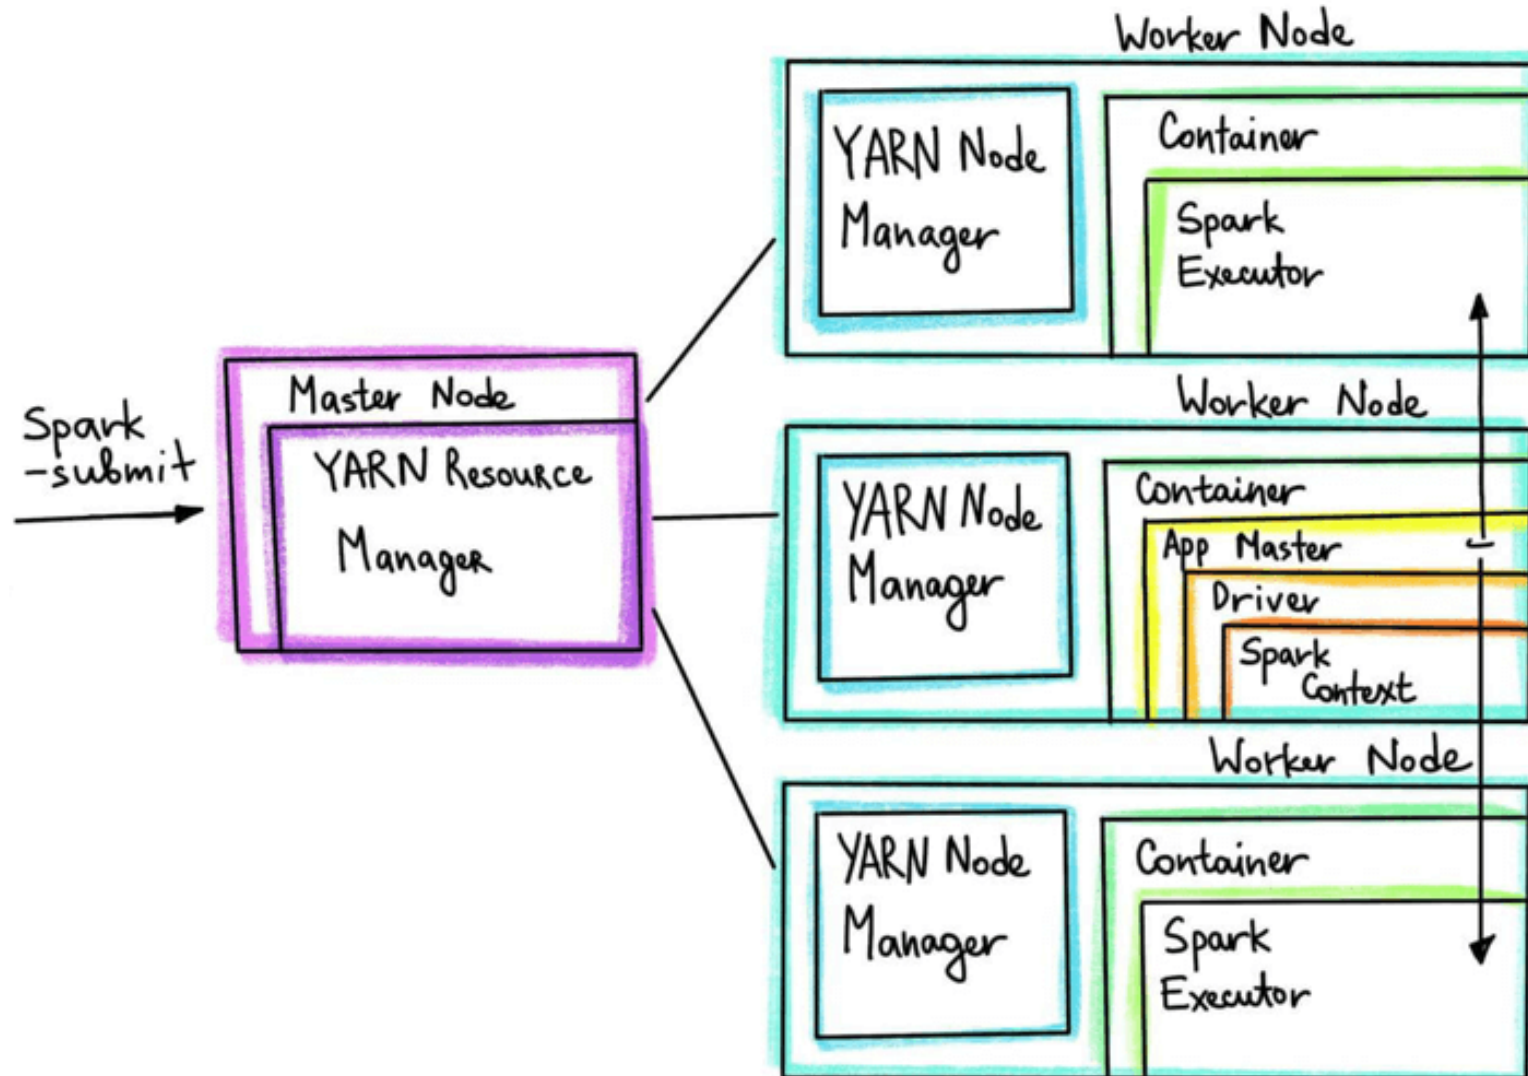 Spark
-submit
Master Node
YARN Resource
Manager
Worker Node
YARN Node
Manager
Container
Spark
Executor
Worker Node
YARN Node
Manager
Container
App Master
Driver
Spark
Context
Worker Node
YARN Node
Manager
Container
Spark
Executor